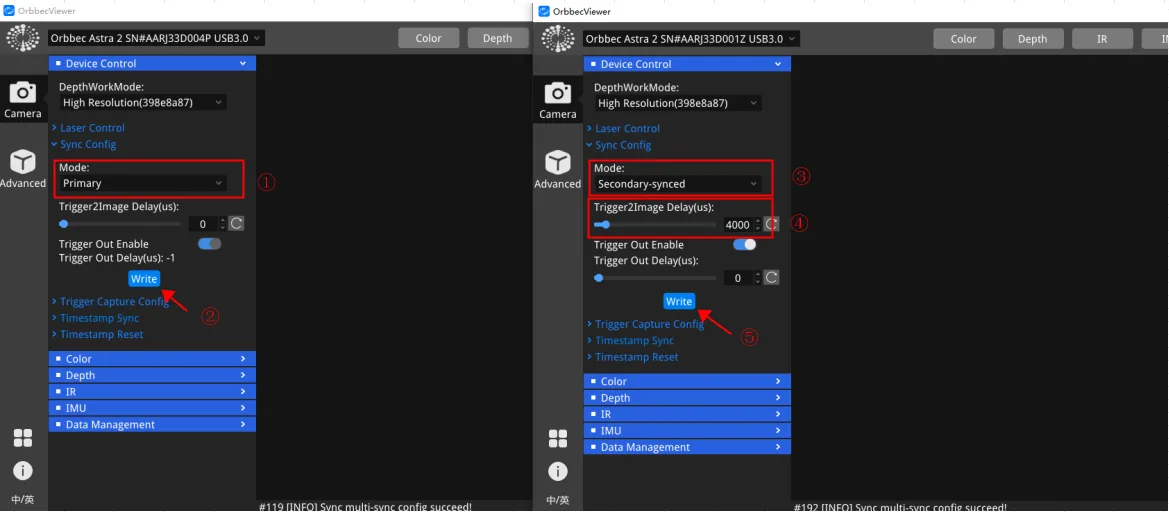 OrbbecViewer
Orbbec Astra 2 SN#AARJ33D004P USB3.0
Color
Depth
Device Control
Camera
Advanced
DepthWorkMode:
High Resolution(398e8a87)
Laser Control
Sync Config
Mode:
Primary
①
Trigger2Image Delay(us):
0
Trigger Out Enable
Trigger Out Delay(us): -1
Write
②
Trigger Capture Config
Timestamp Sync
Timestamp Reset
Color
Depth
IR
IMU
Data Management
中/英
#119 [INFO] Sync multi-sync config succeed!
OrbbecViewer
Orbbec Astra 2 SN#AARJ33D001Z USB3.0
Color
Depth
IR
Device Control
Camera
Advanced
DepthWorkMode:
High Resolution(398e8a87)
Laser Control
Sync Config
Mode:
Secondary-synced
③
Trigger2Image Delay(us):
4000
④
Trigger Out Enable
Trigger Out Delay(us):
0
Write
⑤
Trigger Capture Config
Timestamp Sync
Timestamp Reset
Color
Depth
IR
IMU
Data Management
中/英
#192 [INFO] Sync multi-sync config succeed!